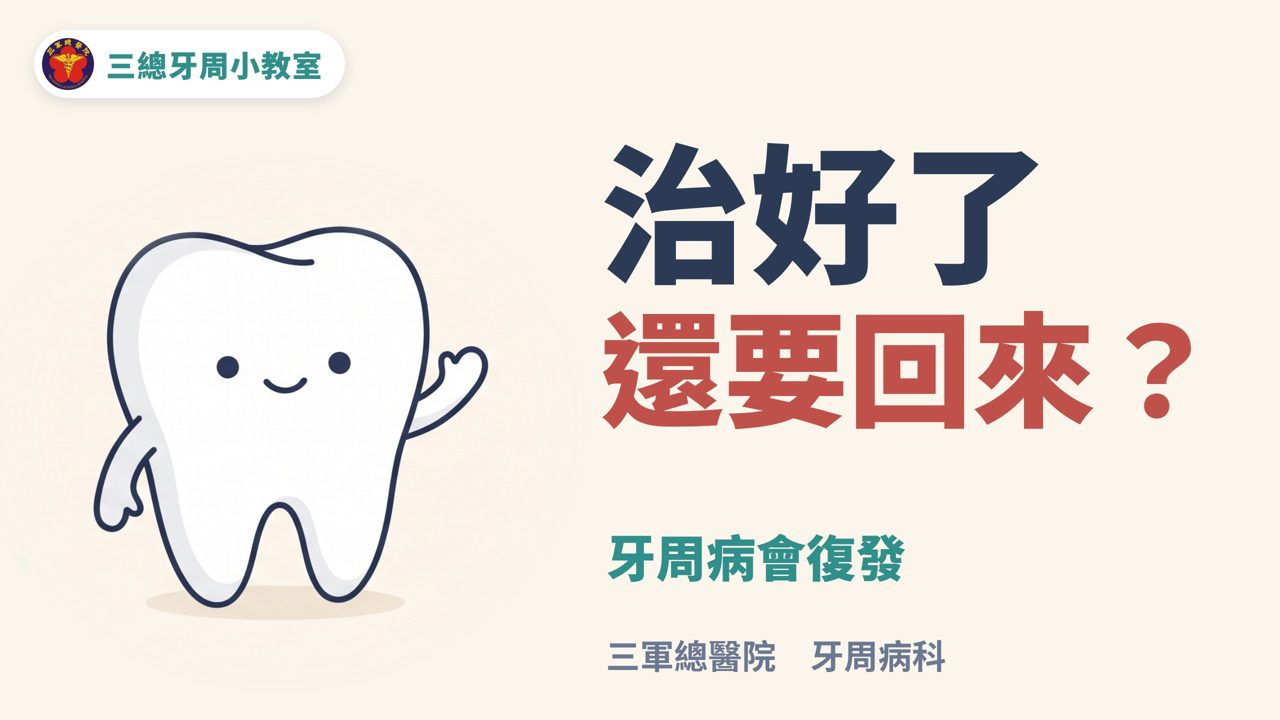 三總牙周小教室
治好了
還要回來？
牙周病會復發
三軍總醫院　牙周病科